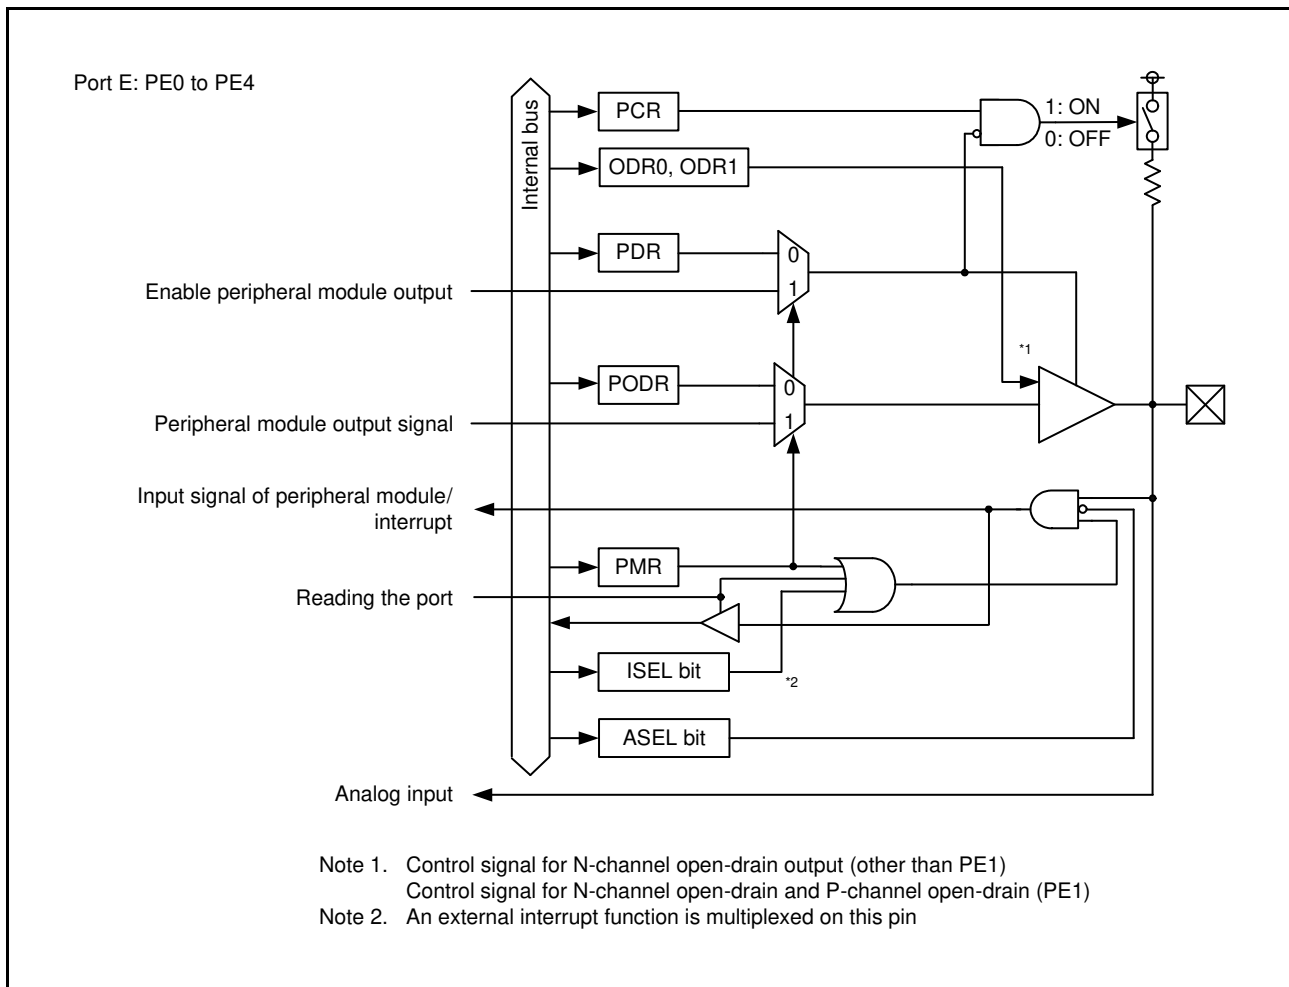 Port E: PE0 to PE4
Internal bus
PCR
1: ON
0: OFF
ODR0, ODR1
PDR
0
1
Enable peripheral module output
*1
PODR
0
1
Peripheral module output signal
Input signal of peripheral module/
interrupt
PMR
Reading the port
ISEL bit
*2
ASEL bit
Analog input
Note 1. Control signal for N-channel open-drain output (other than PE1)
Control signal for N-channel open-drain and P-channel open-drain (PE1)
Note 2. An external interrupt function is multiplexed on this pin